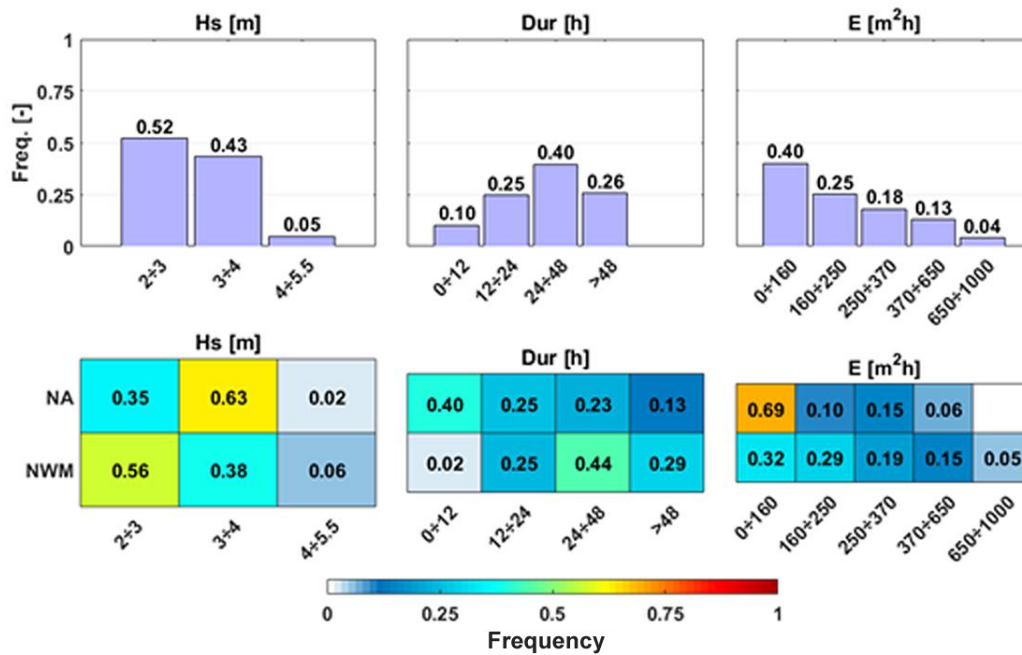 Hs [m]
Dur [h]
E [m²h]
Freq. [-]
1
0.75
0.5
0.25
0
0.52
0.43
0.05
2÷3
3÷4
4÷5.5
0.10
0.25
0.40
0.26
0÷12
12÷24
24÷48
>48
0.40
0.25
0.18
0.13
0.04
0÷160
160÷250
250÷370
370÷650
650÷1000
Hs [m]
NA
0.35 0.63 0.02
NWM
0.56 0.38 0.06
2÷3
3÷4
4÷5.5
Dur [h]
0.40 0.25 0.23 0.13
0.02 0.25 0.44 0.29
0÷12
12÷24
24÷48
>48
E [m²h]
0.69 0.10 0.15 0.06
0.32 0.29 0.19 0.15 0.05
0÷160
160÷250
250÷370
370÷650
650÷1000
0 0.25 0.5 0.75 1
Frequency